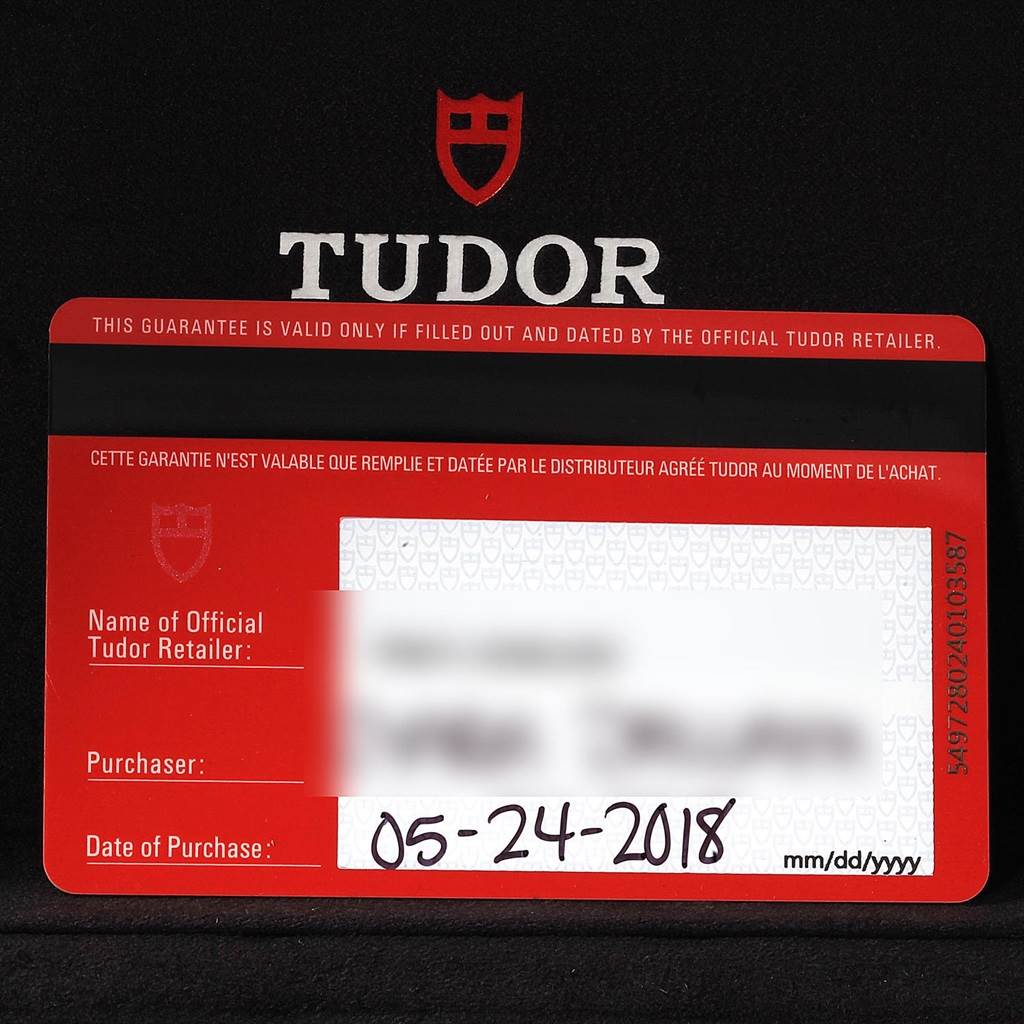 TUDOR
THIS GUARANTEE IS VALID ONLY IF FILLED OUT AND DATED BY THE OFFICIAL TUDOR RETAILER.
CETTE GARANTIE N'EST VALABLE QUE REMPLIE ET DATÉE PAR LE DISTRIBUTEUR AGRÉÉ TUDOR AU MOMENT DE L'ACHAT.
Name of Official
Tudor Retailer:
Purchaser:
Date of Purchase:
05-24-2018
mm/dd/yyyy
5497280240103587